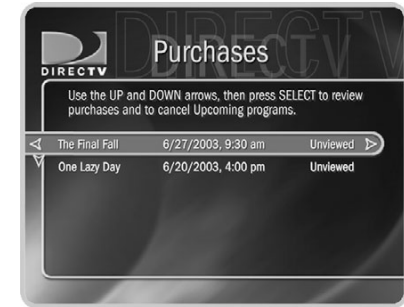 DIRECTV
Purchases
DIRECTV
Use the UP and DOWN arrows, then press SELECT to review
purchases and to cancel Upcoming programs.
The Final Fall 6/27/2003, 9:30 am Unviewed
One Lazy Day 6/20/2003, 4:00 pm Unviewed